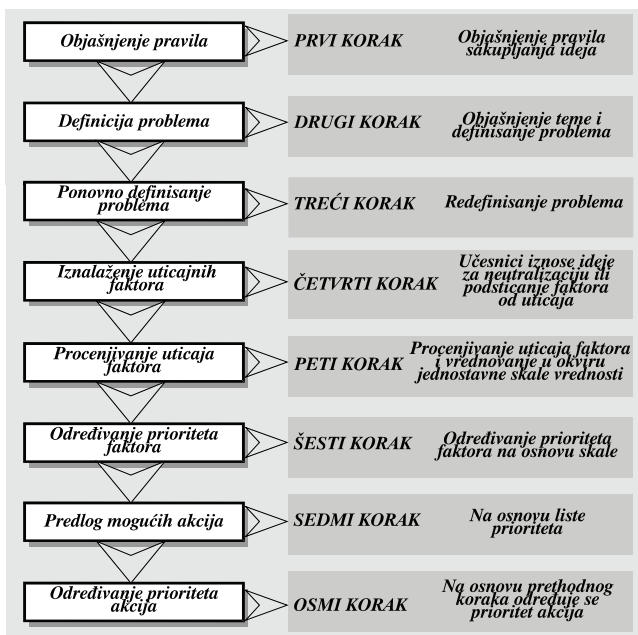 Objašnjenje pravila
PRVI KORAK
Objašnjenje pravila
sakupljanja ideja
Definicija problema
DRUGI KORAK
Objašnjenje teme i
definisanje problema
Ponovno definisanje
problema
TREĆI KORAK
Redefinisanje problema
Iznalaženje uticajnih
faktora
ČETVRTI KORAK
Učesnici iznose ideje
za neutralizaciju ili
podsticanje faktora
od uticaja
Procenjivanje uticaja
faktora
PETI KORAK
Procenjivanje uticaja faktora
i vrednovanje u okviru
jednostavne skale vrednosti
Određivanje prioriteta
faktora
ŠESTI KORAK
Određivanje prioriteta
faktora na osnovu skale
Predlog mogućih akcija
SEDMI KORAK
Na osnovu liste
prioriteta
Određivanje prioriteta
akcija
OSMI KORAK
Na osnovu prethodnog
koraka određuje se
prioritet akcija